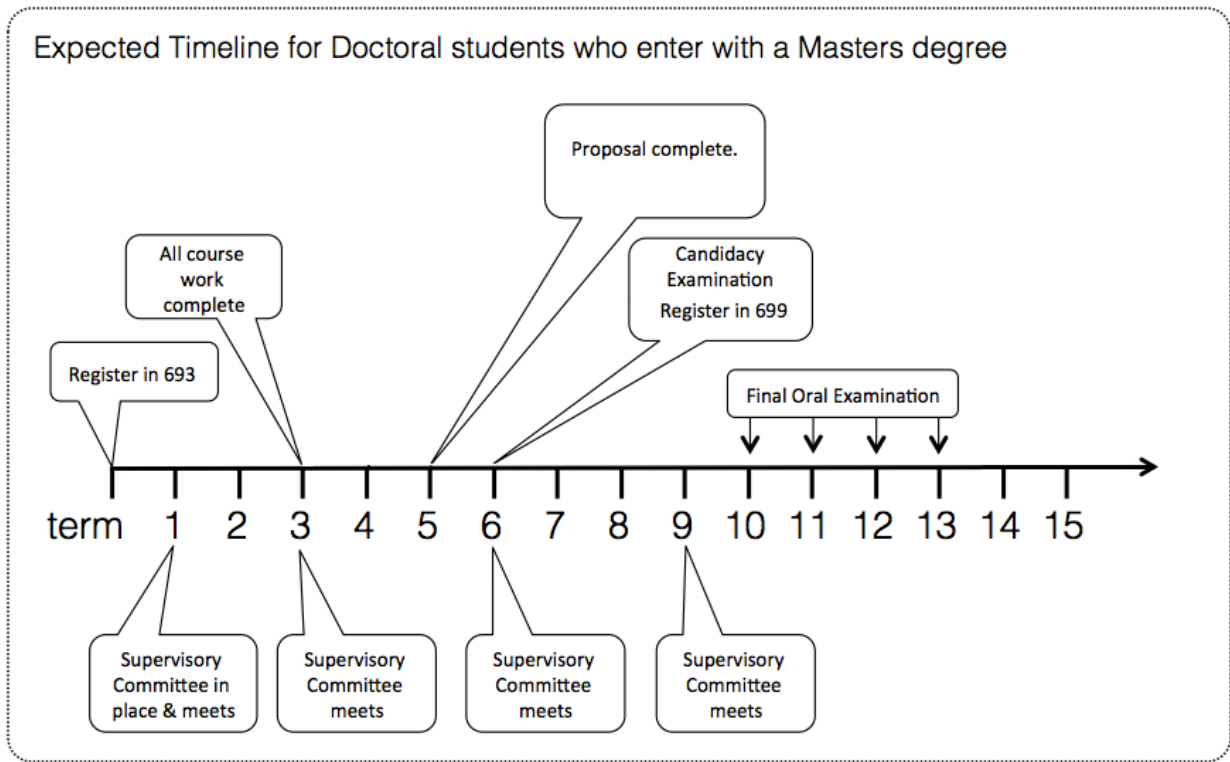 Expected Timeline for Doctoral students who enter with a Masters degree
Proposal complete.
All course
work
complete
Candidacy
Examination
Register in 699
Register in 693
Final Oral Examination
term 1 2 3 4 5 6 7 8 9 10 11 12 13 14 15
Supervisory
Committee in
place & meets
Supervisory
Committee
meets
Supervisory
Committee
meets
Supervisory
Committee
meets